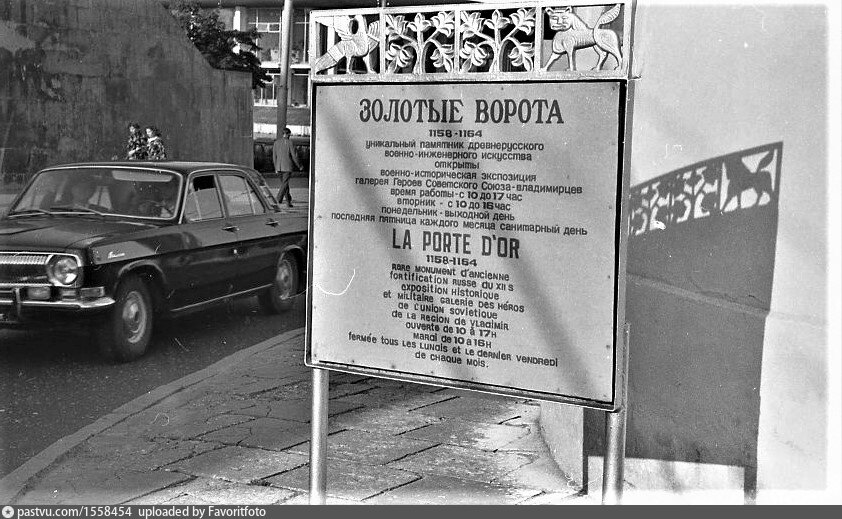 ЗОЛОТЫЕ ВОРОТА
1158-1164
уникальный памятник древнерусского
военно-инженерного искусства
открыты
военно-историческая экспозиция
галерея Героев Советского Союза-владимирцев
время работы-с 10 до 17 час
вторник - с 10 до 16 час
понедельник-выходной день
последняя пятница каждого месяца санитарный день
LA PORTE D'OR
1158-1164
RARE MONUMENT D'ANCIENNE
FORTIFICATION RUSSE DU XII S
EXPOSITION HISTORIQUE
ET MILITAIRE GALERIE DES HÉROS
DE L'UNION SOVIETIQUE
DE LA REGION DE VLADIMIR
OUVERTE DE 10 À 17H
MARDI DE 10 À 16H
FERMÉE TOUS LES LUNDIS ET LE DERNIER VENDREDI
DE CHAQUE MOIS.
pastvu.com/1558454 uploaded by Favoritfoto